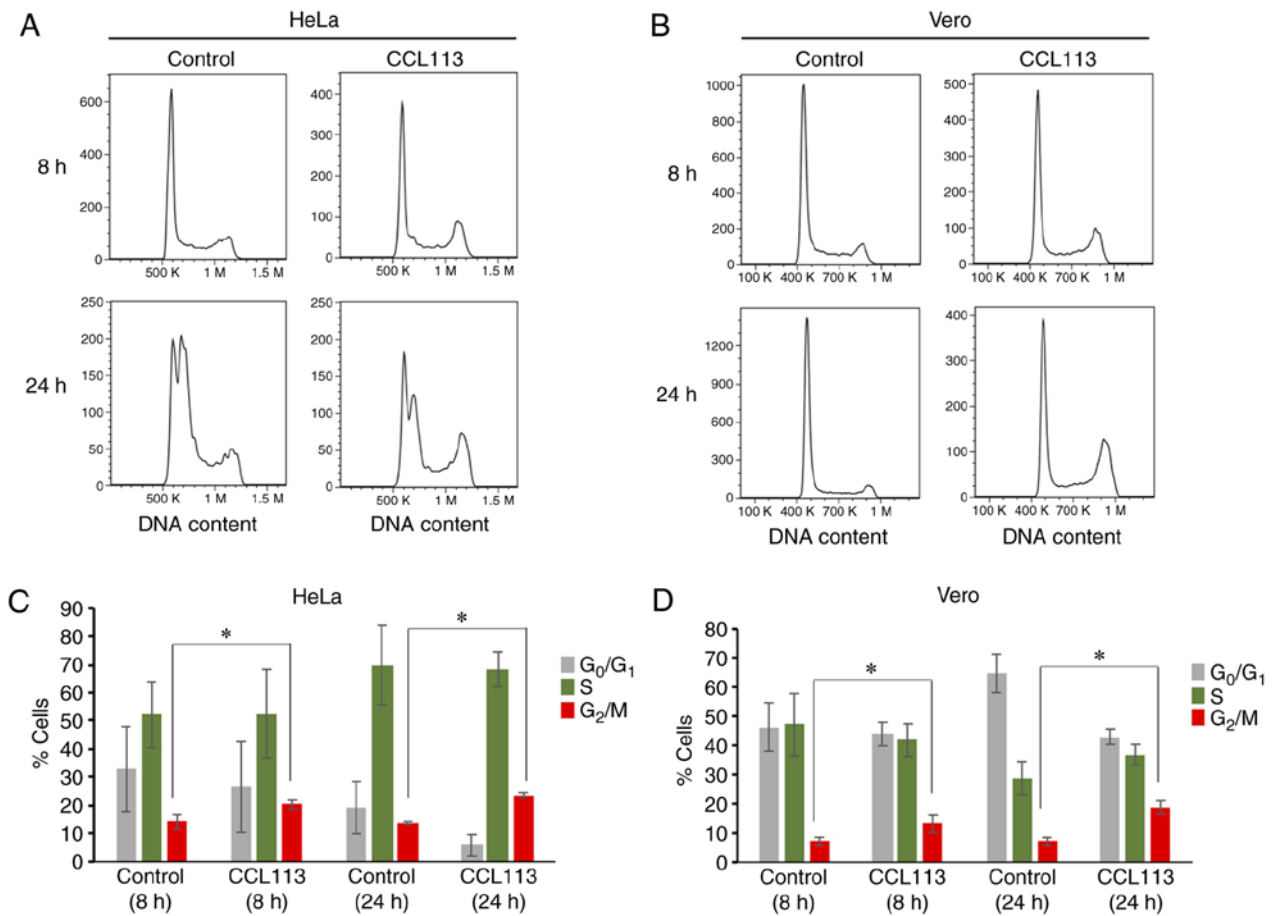 A
HeLa
Control
CCL113
8 h
600
400
200
0
500 K 1 M 1.5 M
400
300
200
100
0
500 K 1 M 1.5 M
24 h
250
200
150
100
50
0
500 K 1 M 1.5 M
DNA content
250
200
150
100
50
0
500 K 1 M 1.5 M
DNA content
B
Vero
Control
CCL113
8 h
1000
800
600
400
200
0
100 K 400 K 700 K 1 M
500
400
300
200
100
0
100 K 400 K 700 K 1 M
24 h
1200
900
600
300
0
100 K 400 K 700 K 1 M
DNA content
400
300
200
100
0
100 K 400 K 700 K 1 M
DNA content
C
HeLa
% Cells
90
80
70
60
50
40
30
20
10
0
*
*
Control
(8 h)
CCL113
(8 h)
Control
(24 h)
CCL113
(24 h)
G₀/G₁
S
G₂/M
D
Vero
% Cells
80
70
60
50
40
30
20
10
0
*
*
Control
(8 h)
CCL113
(8 h)
Control
(24 h)
CCL113
(24 h)
G₀/G₁
S
G₂/M